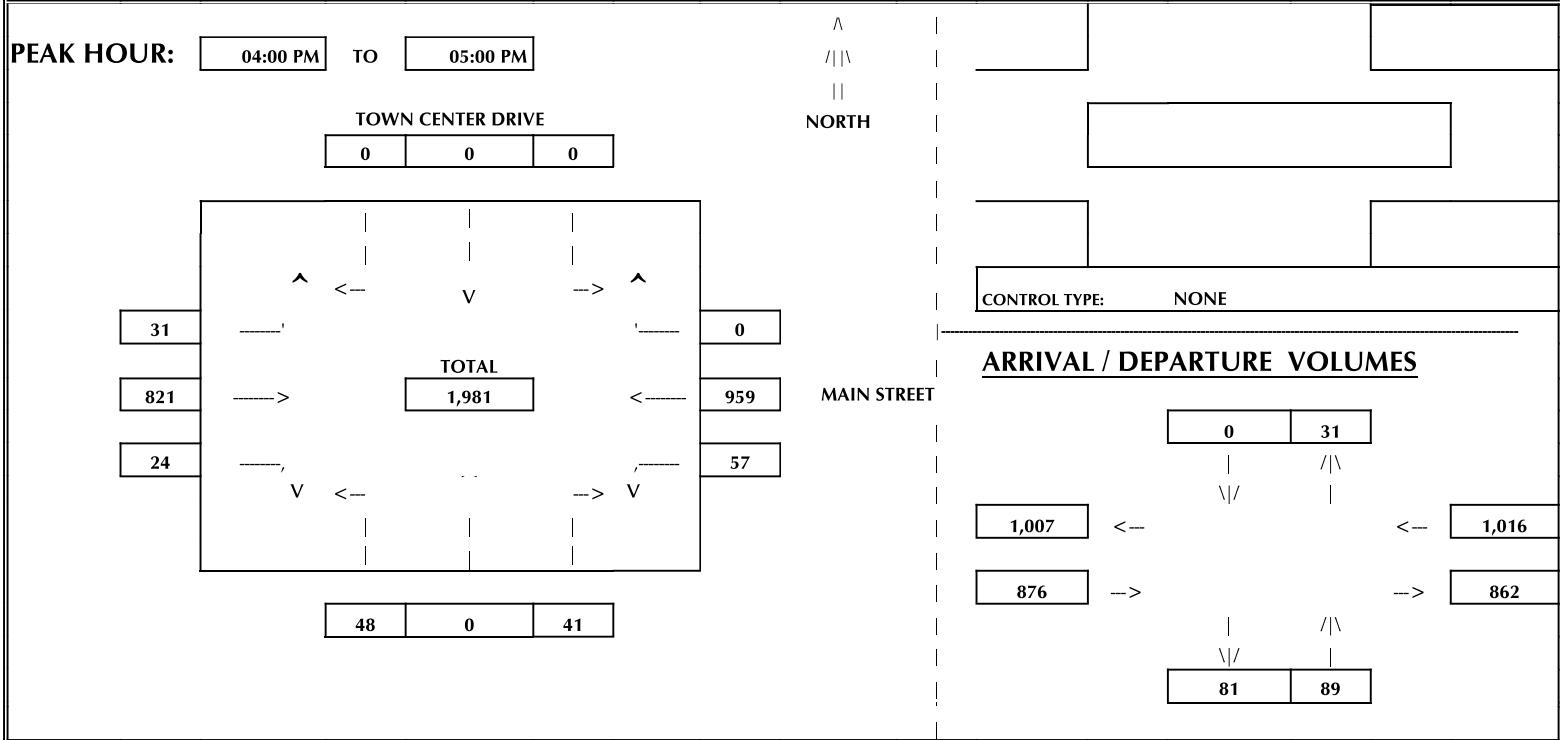 PEAK HOUR: 04:00 PM TO 05:00 PM
NORTH
TOWN CENTER DRIVE
0 0 0
31 0
TOTAL
821 1,981 959 MAIN STREET
24 57
48 0 41
CONTROL TYPE: NONE
ARRIVAL / DEPARTURE VOLUMES
0 31
1,007 1,016
876 862
81 89